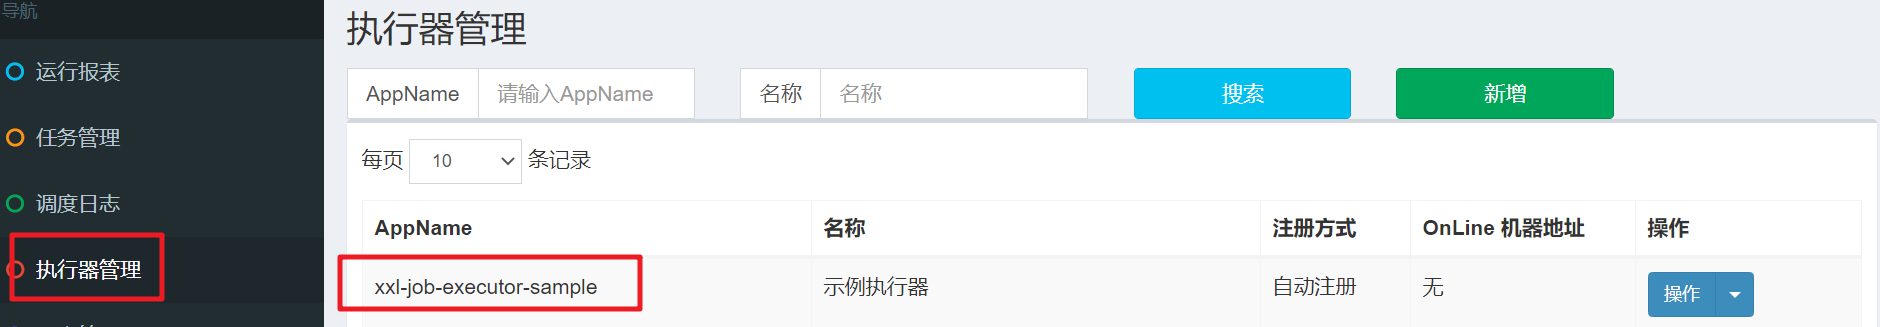 导航
运行报表
任务管理
调度日志
执行器管理
执行器管理
AppName 请输入AppName 名称 名称 搜索 新增
每页 10 条记录
AppName 名称 注册方式 OnLine 机器地址 操作
xxl-job-executor-sample 示例执行器 自动注册 无 操作